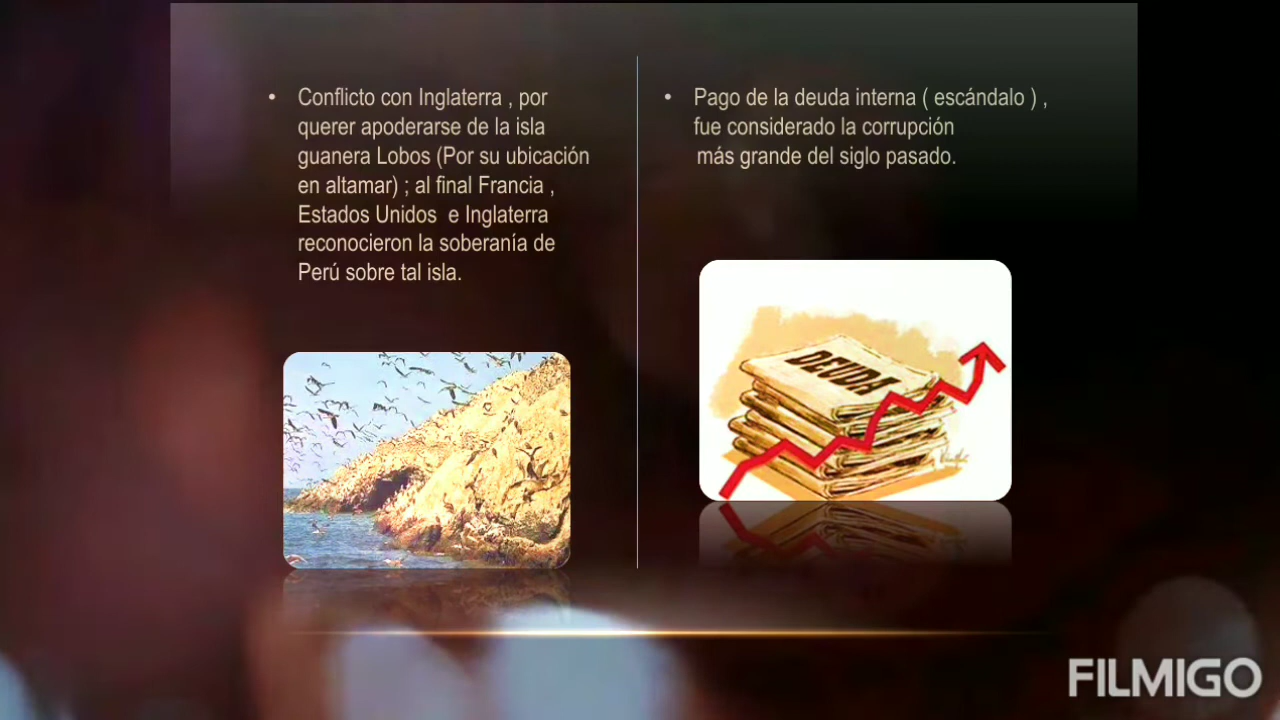 • Conflicto con Inglaterra , por
querer apoderarse de la isla
guanera Lobos (Por su ubicación
en altamar) ; al final Francia ,
Estados Unidos e Inglaterra
reconocieron la soberanía de
Perú sobre tal isla.
• Pago de la deuda interna ( escándalo ) ,
fue considerado la corrupción
más grande del siglo pasado.
DEUDA
FILMIGO